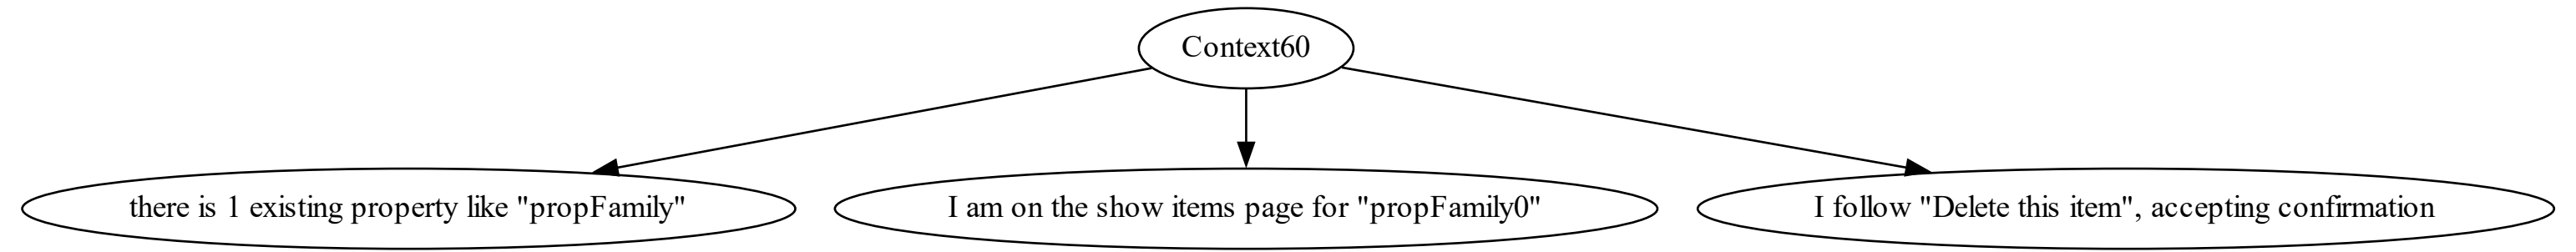 Context60
there is 1 existing property like "propFamily"
I am on the show items page for "propFamily0"
I follow "Delete this item", accepting confirmation